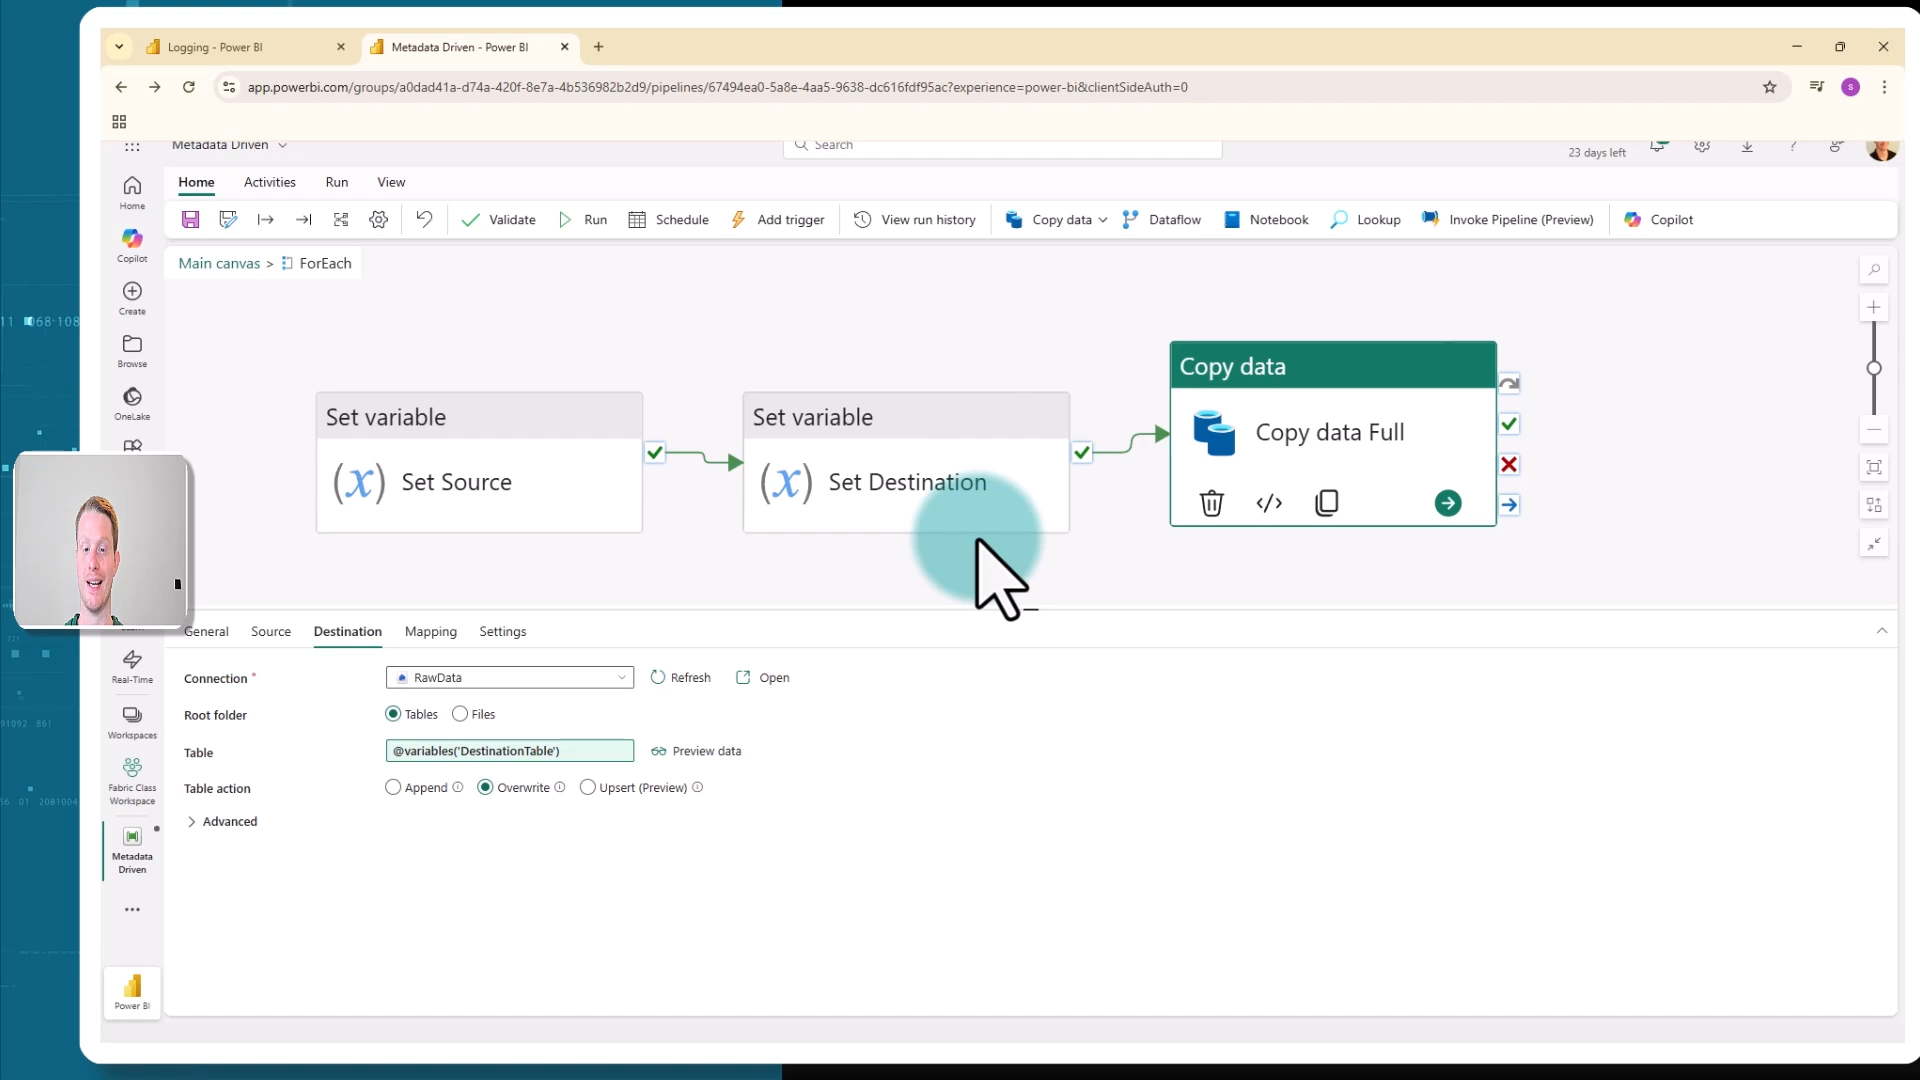 Logging - Power BI
Metadata Driven - Power BI
app.powerbi.com/groups/a0dad41a-d74a-420f-8e7a-4b536982b2d9/pipelines/67494ea0-5a8e-4aa5-9638-dc616fdf95ac?experience=power-bi&clientSideAuth=0
Metadata Driven
Search
23 days left
Home
Activities
Run
View
Validate
Run
Schedule
Add trigger
View run history
Copy data
Dataflow
Notebook
Lookup
Invoke Pipeline (Preview)
Copilot
Home
Copilot
Create
Browse
OneLake
Real-Time
Workspaces
Fabric Class
Workspace
Metadata
Driven
Power BI
Main canvas > ForEach
Set variable
(x) Set Source
Set variable
(x) Set Destination
Copy data
Copy data Full
General
Source
Destination
Mapping
Settings
Connection *
RawData
Refresh
Open
Root folder
Tables
Files
Table
@variables('DestinationTable')
Preview data
Table action
Append
Overwrite
Upsert (Preview)
Advanced